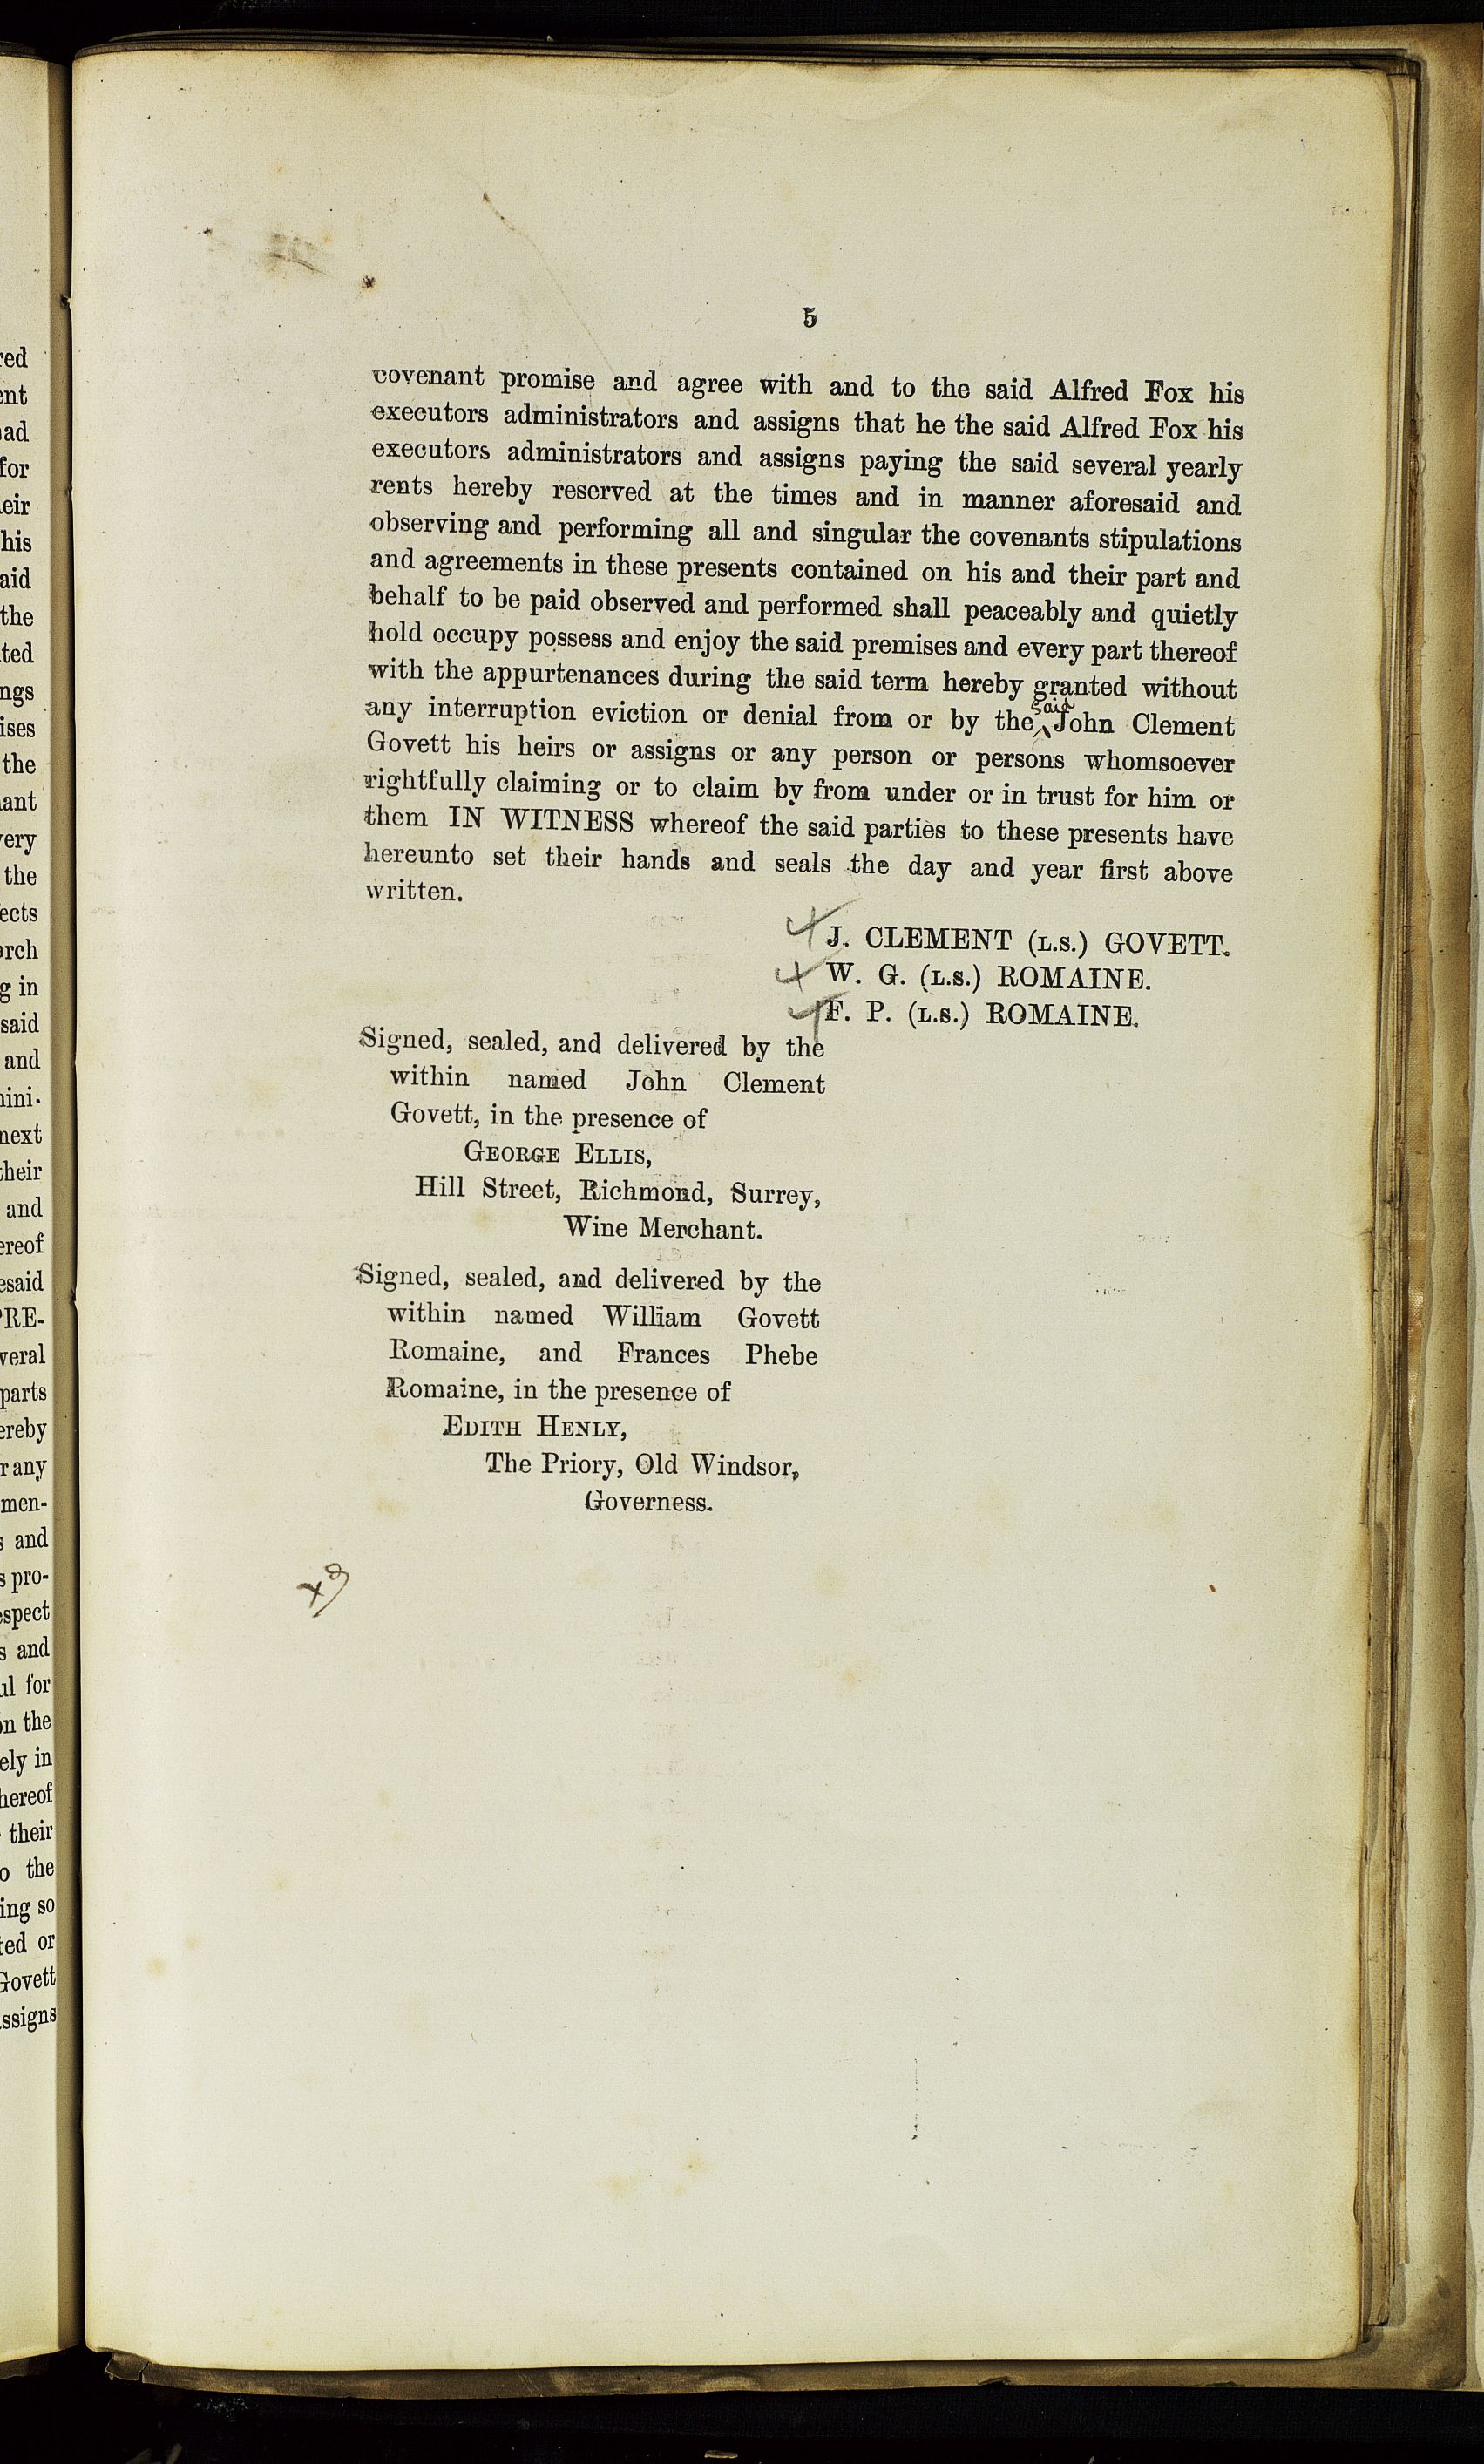 5
covenant promise and agree with and to the said Alfred Fox his
executors administrators and assigns that he the said Alfred Fox his
executors administrators and assigns paying the said several yearly
rents hereby reserved at the times and in manner aforesaid and
observing and performing all and singular the covenants stipulations
and agreements in these presents contained on his and their part and
behalf to be paid observed and performed shall peaceably and quietly
hold occupy possess and enjoy the said premises and every part thereof
with the appurtenances during the said term hereby granted without
any interruption eviction or denial from or by the said John Clement
Govett his heirs or assigns or any person or persons whomsoever
rightfully claiming or to claim by from under or in trust for him or
them IN WITNESS whereof the said parties to these presents have
hereunto set their hands and seals the day and year first above
written.
J. CLEMENT (L.S.) GOVETT.
W. G. (L.S.) ROMAINE.
F. P. (L.S.) ROMAINE.
Signed, sealed, and delivered by the
within named John Clement
Govett, in the presence of
GEORGE ELLIS,
Hill Street, Richmond, Surrey,
Wine Merchant.
Signed, sealed, and delivered by the
within named William Govett
Romaine, and Frances Phebe
Romaine, in the presence of
EDITH HENLY,
The Priory, Old Windsor,
Governess.